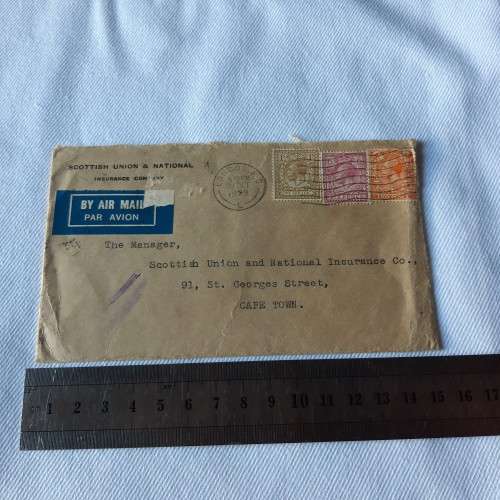 SCOTTISH UNION & NATIONAL
INSURANCE COMPANY
BY AIR MAIL
PAR AVION
The Manager,
Scottish Union and National Insurance Co.,
91, St. Georges Street,
CAPE TOWN.
1 2 3 4 5 6 7 8 9 10 11 12 13 14 15 16 17